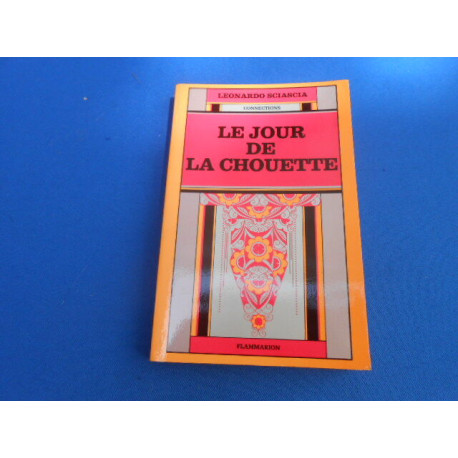 LEONARDO SCIASCIA
CONNECTIONS
LE JOUR
DE
LA CHOUETTE
FLAMMARION